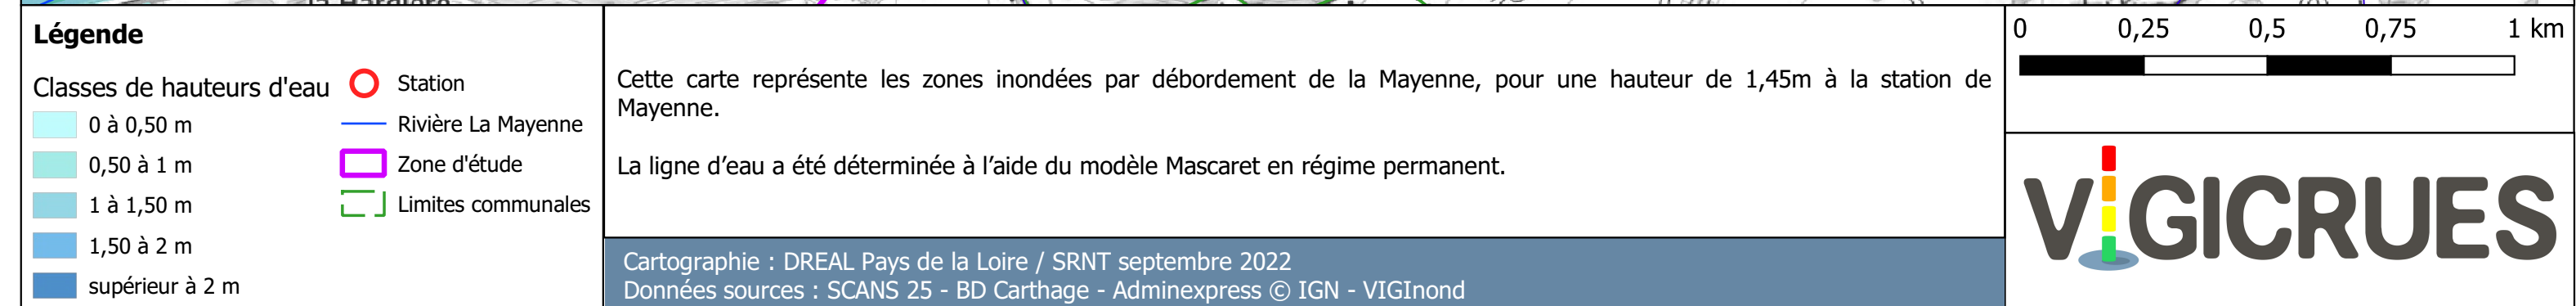 Légende
Classes de hauteurs d'eau
0 à 0,50 m
0,50 à 1 m
1 à 1,50 m
1,50 à 2 m
supérieur à 2 m
Station
Rivière La Mayenne
Zone d'étude
Limites communales
Cette carte représente les zones inondées par débordement de la Mayenne, pour une hauteur de 1,45m à la station de
Mayenne.
La ligne d’eau a été déterminée à l’aide du modèle Mascaret en régime permanent.
Cartographie : DREAL Pays de la Loire / SRNT septembre 2022
Données sources : SCANS 25 - BD Carthage - Adminexpress © IGN - VIGInond
0 0,25 0,5 0,75 1 km
VIGICRUES